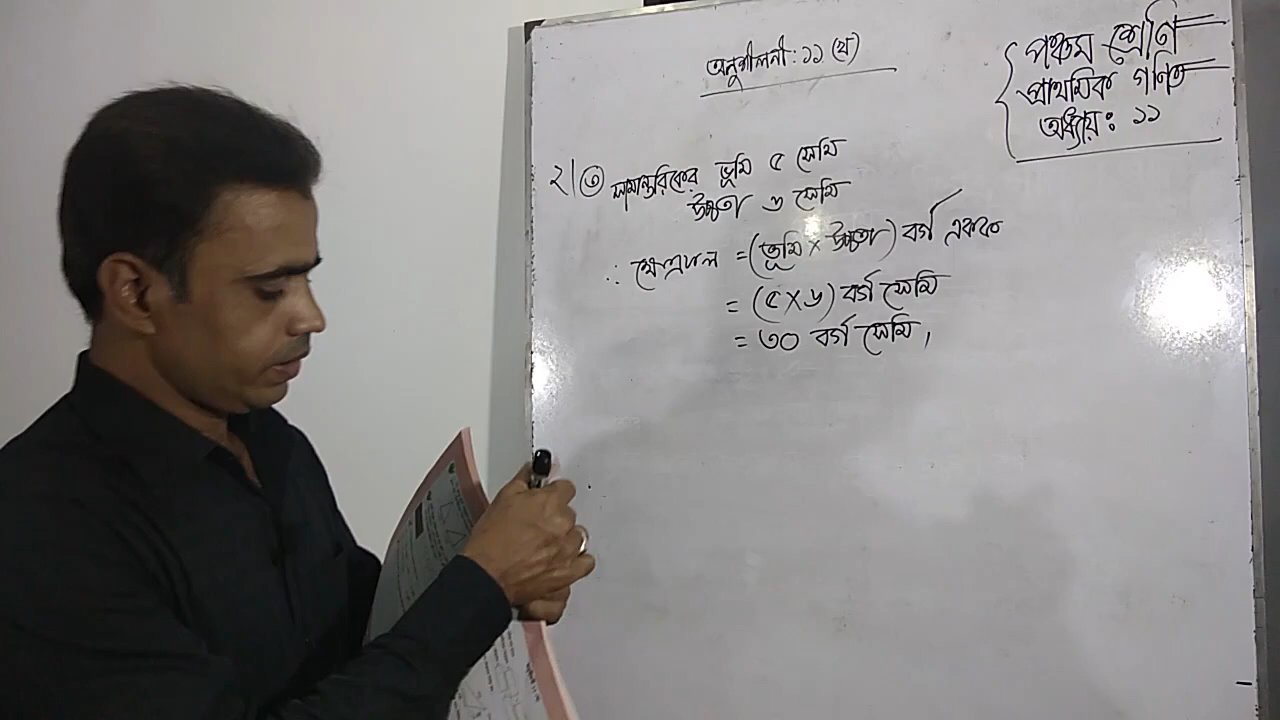 অনুশীলনী: ১১ (খ)
পঞ্চম শ্রেণি
প্রাথমিক গণিত
অধ্যায়ঃ ১১
২। ৩ সামান্তরিকের ভূমি ৫ সেমি
উচ্চতা ৬ সেমি
∴ ক্ষেত্রফল = (ভূমি × উচ্চতা) বর্গ একক
= (৫ × ৬) বর্গ সেমি
= ৩০ বর্গ সেমি।